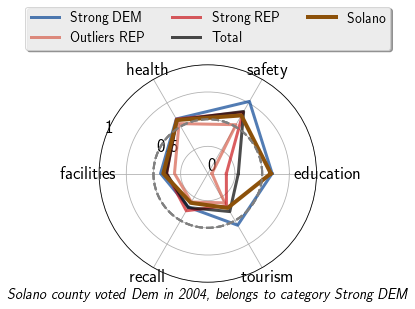 Strong DEM
Strong REP
Solano
Outliers REP
Total
health
safety
1
0.5
0
facilities
education
recall
tourism
Solano county voted Dem in 2004, belongs to category Strong DEM